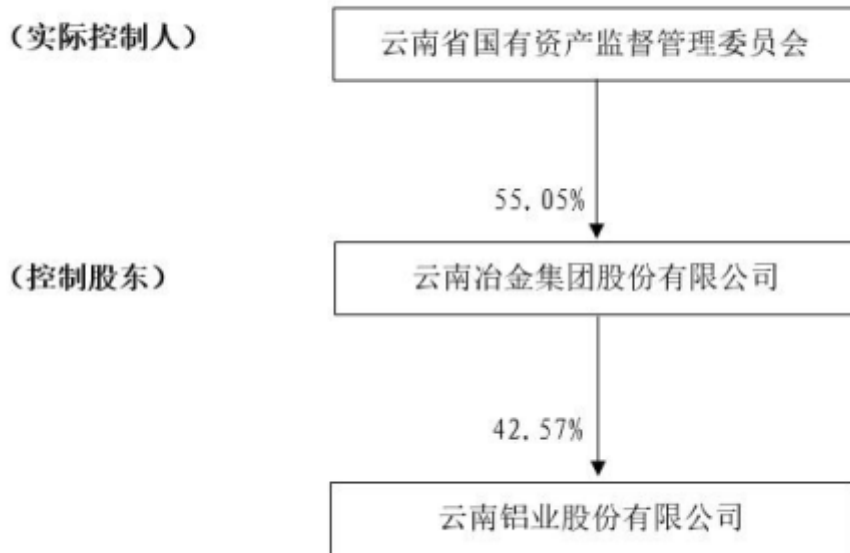 （实际控制人）
云南省国有资产监督管理委员会
55.05%
（控制股东）
云南冶金集团股份有限公司
42.57%
云南铝业股份有限公司